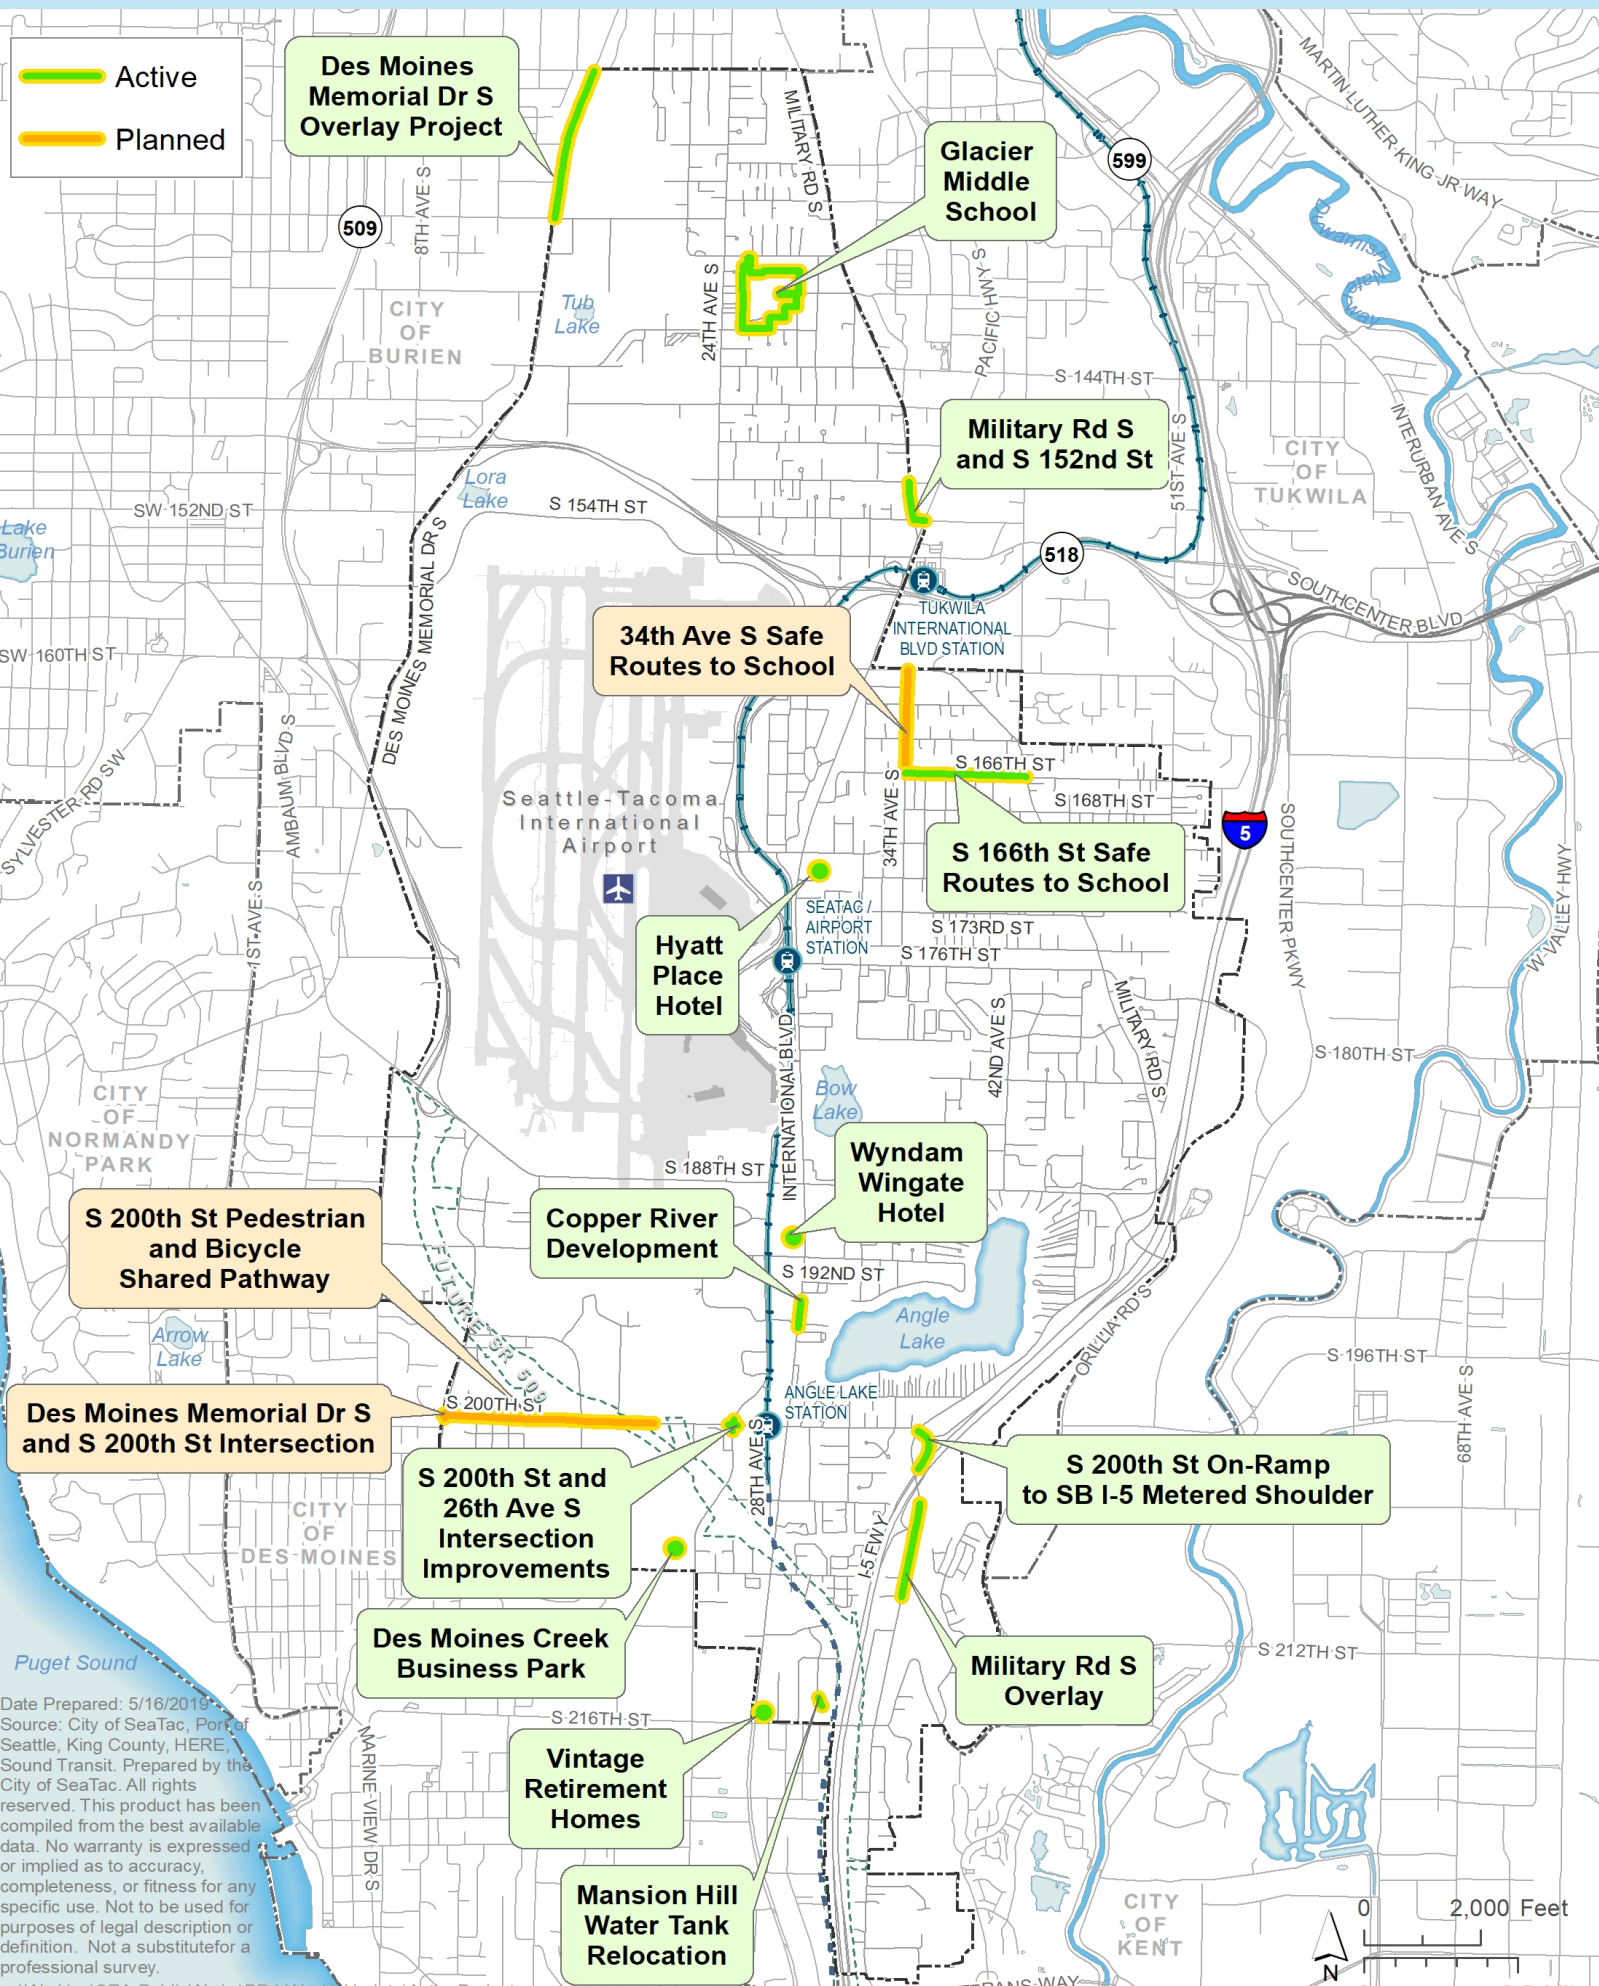 Active
Planned
Des Moines
Memorial Dr S
Overlay Project
MARTIN LUTHER KING JR WAY
MILITARY RD S
Glacier
Middle
School
599
509
8TH AVE S
Duwamish
Waterway
24TH AVE S
PACIFIC HWY S
Tub
Lake
CITY
OF
BURIEN
S 144TH ST
Military Rd S
and S 152nd St
51ST AVE S
INTERURBAN AVE S
CITY
OF
TUKWILA
Lora
Lake
S 154TH ST
SW 152ND ST
Lake
Burien
DES MOINES MEMORIAL DR S
518
SOUTHCENTER BLVD
TUKWILA
INTERNATIONAL
BLVD STATION
34th Ave S Safe
Routes to School
SW 160TH ST
AMBAUM BLVD S
SYLVESTER RD SW
S 166TH ST
34TH AVE S
S 168TH ST
Seattle-Tacoma
International
Airport
5
SOUTHCENTER PKWY
S 166th St Safe
Routes to School
W VALLEY HWY
1ST AVE S
SEATAC /
AIRPORT
STATION
S 173RD ST
S 176TH ST
Hyatt
Place
Hotel
MILITARY RD S
42ND AVE S
INTERNATIONAL BLVD
S 180TH ST
Bow
Lake
CITY
OF
NORMANDY
PARK
S 188TH ST
Wyndam
Wingate
Hotel
S 200th St Pedestrian
and Bicycle
Shared Pathway
Copper River
Development
S 192ND ST
FUTURE SR 509
Angle
Lake
ORILLIA RD S
Arrow
Lake
S 196TH ST
68TH AVE S
ANGLE LAKE
STATION
S 200TH ST
Des Moines Memorial Dr S
and S 200th St Intersection
28TH AVE S
S 200th St and
26th Ave S
Intersection
Improvements
S 200th St On-Ramp
to SB I-5 Metered Shoulder
CITY
OF
DES MOINES
I-5 FWY
Des Moines Creek
Business Park
Military Rd S
Overlay
S 212TH ST
Puget Sound
Date Prepared: 5/16/2019
Source: City of SeaTac, Port of
Seattle, King County, HERE,
Sound Transit. Prepared by the
City of SeaTac. All rights
reserved. This product has been
compiled from the best available
data. No warranty is expressed
or implied as to accuracy,
completeness, or fitness for any
specific use. Not to be used for
purposes of legal description or
definition.  Not a substitutefor a
professional survey.
S 216TH ST
MARINE VIEW DR S
Vintage
Retirement
Homes
Mansion Hill
Water Tank
Relocation
CITY
OF
KENT
0 2,000 Feet
N